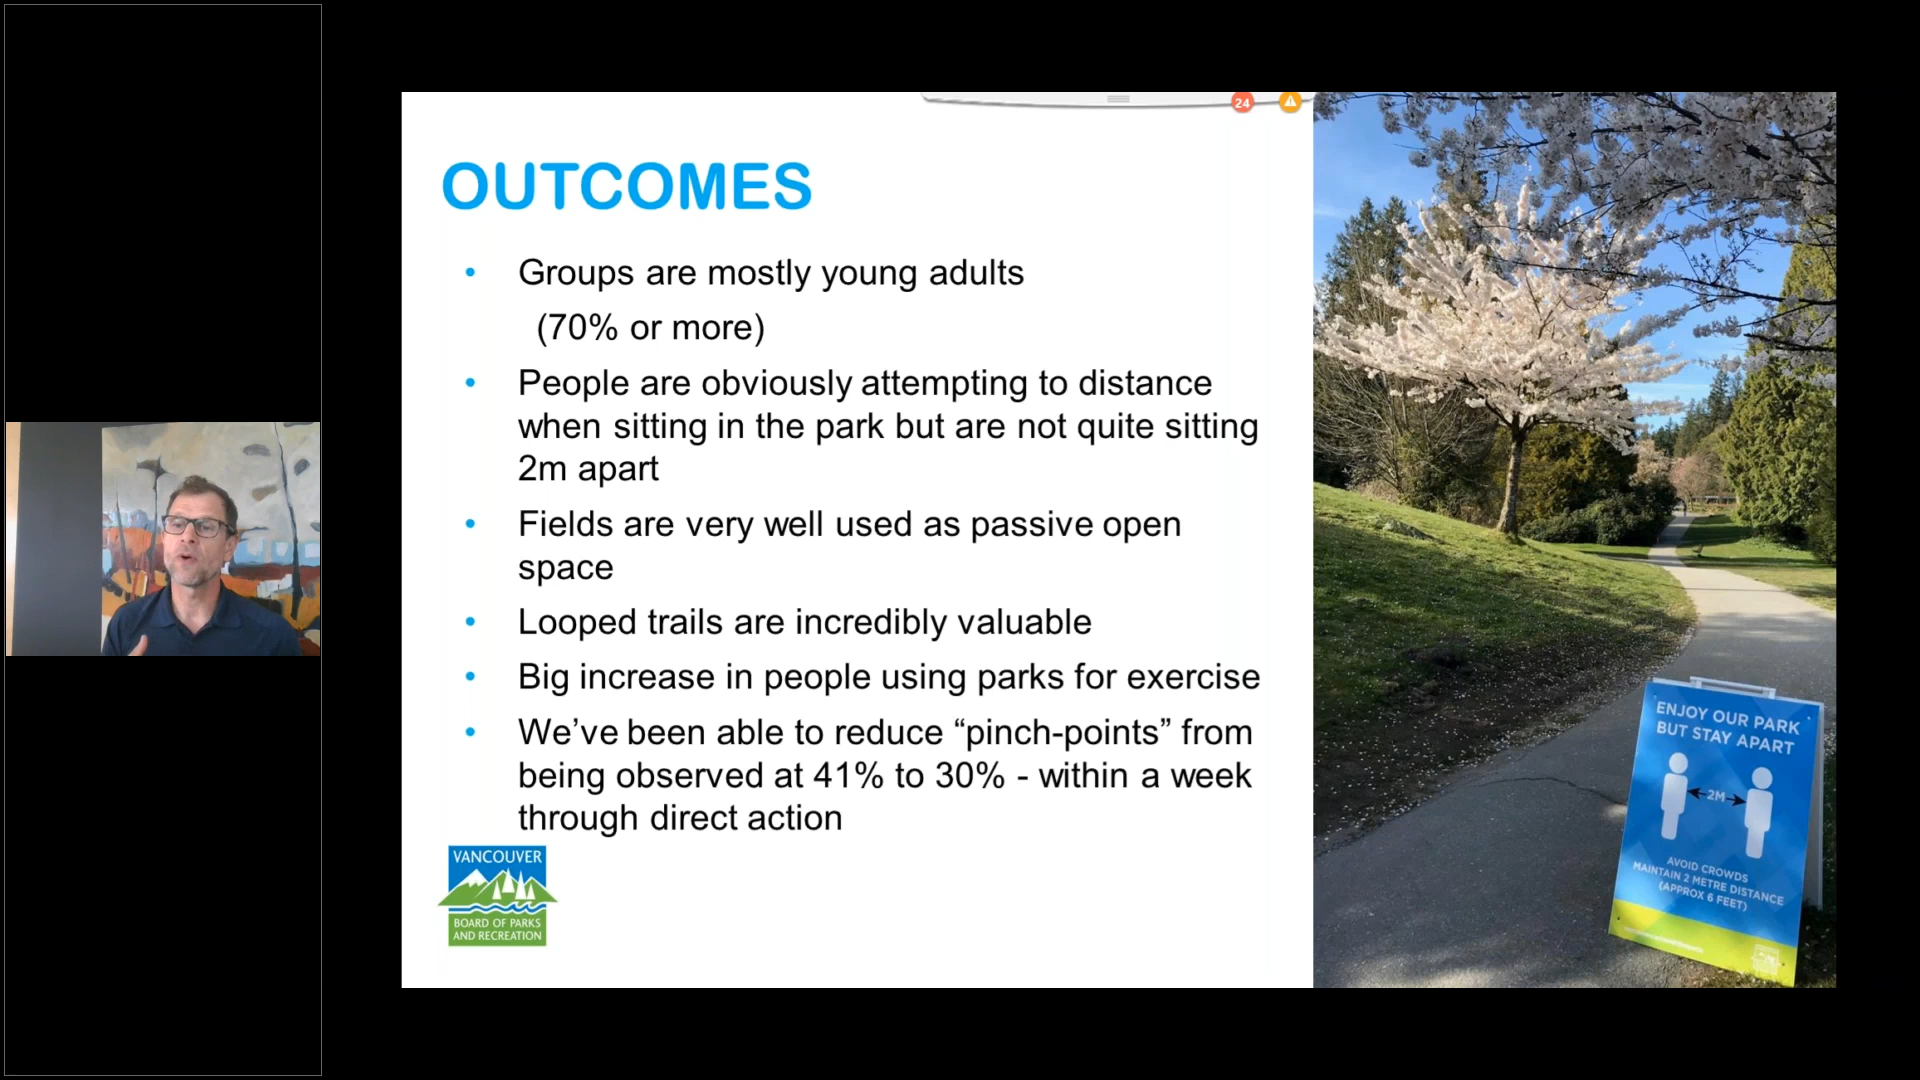 24
OUTCOMES
• Groups are mostly young adults
(70% or more)
• People are obviously attempting to distance
when sitting in the park but are not quite sitting
2m apart
• Fields are very well used as passive open
space
• Looped trails are incredibly valuable
• Big increase in people using parks for exercise
• We’ve been able to reduce “pinch-points” from
being observed at 41% to 30% - within a week
through direct action
VANCOUVER
BOARD OF PARKS
AND RECREATION
ENJOY OUR PARK
BUT STAY APART
2M
AVOID CROWDS
MAINTAIN 2 METRE DISTANCE
(APPROX 6 FEET)